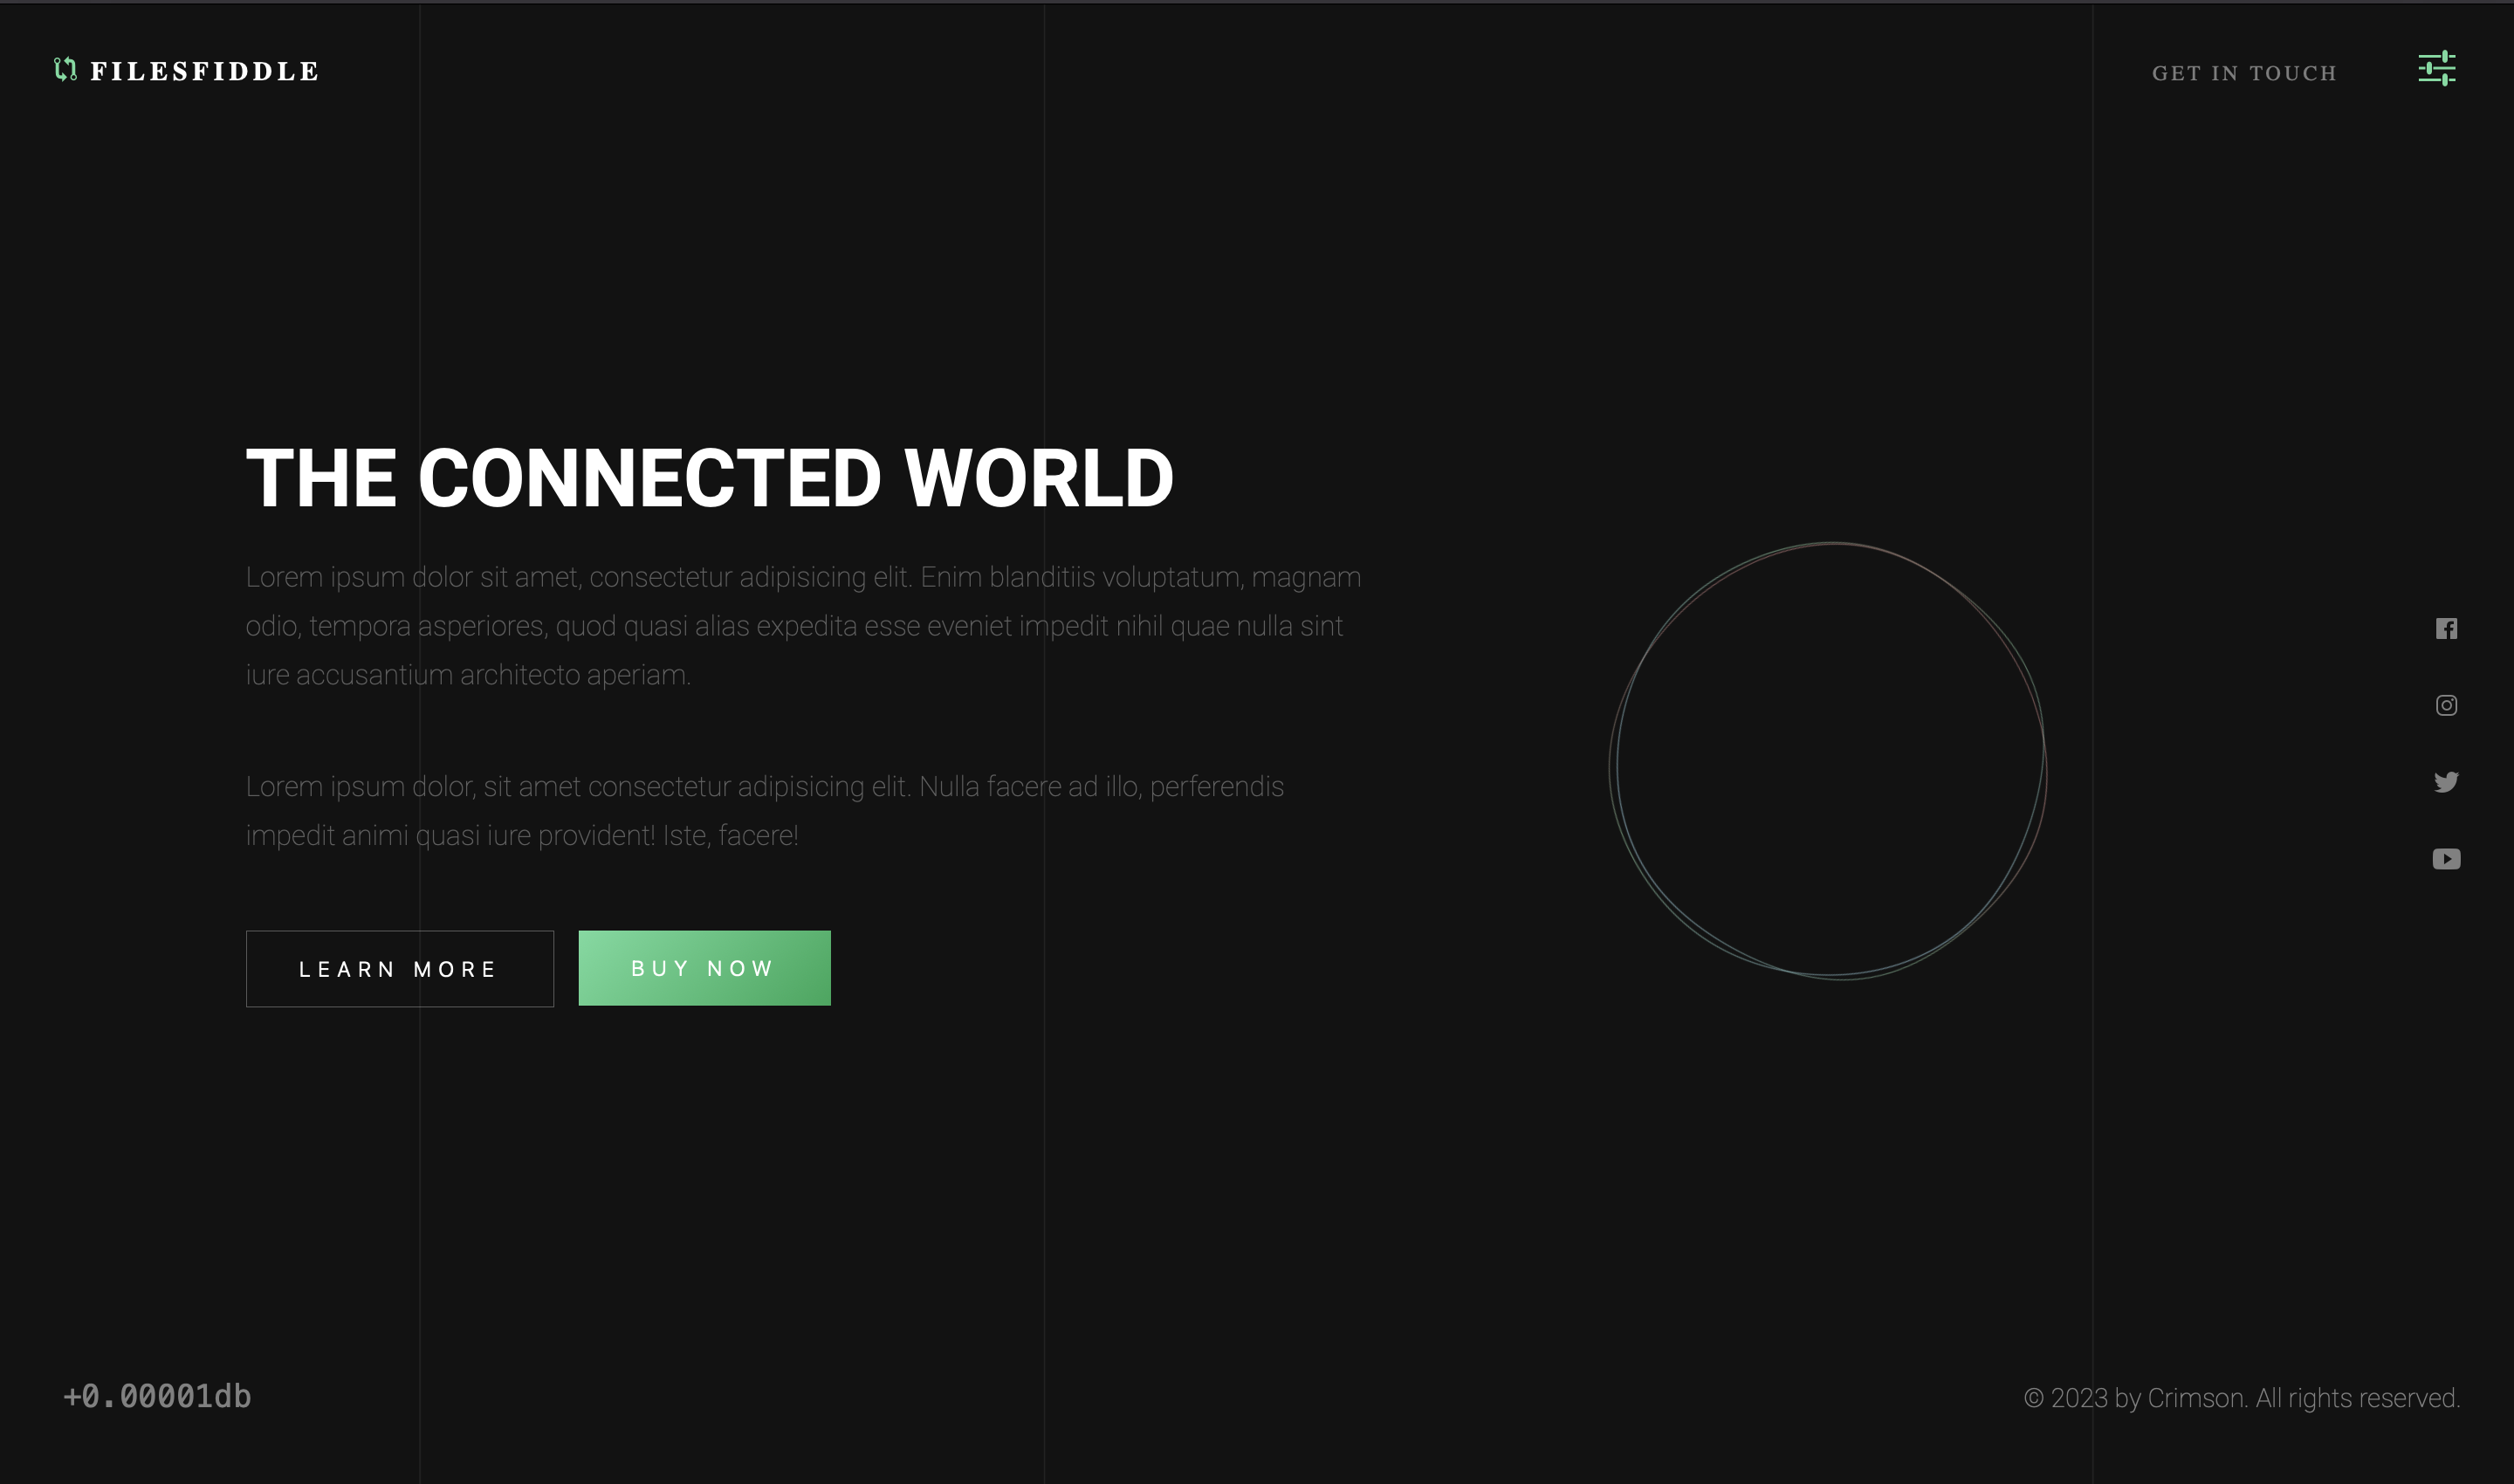 FILESFIDDLE
GET IN TOUCH
THE CONNECTED WORLD
Lorem ipsum dolor sit amet, consectetur adipisicing elit. Enim blanditiis voluptatum, magnam
odio, tempora asperiores, quod quasi alias expedita esse eveniet impedit nihil quae nulla sint
iure accusantium architecto aperiam.
Lorem ipsum dolor, sit amet consectetur adipisicing elit. Nulla facere ad illo, perferendis
impedit animi quasi iure provident! Iste, facere!
LEARN MORE
BUY NOW
+0.00001db
© 2023 by Crimson. All rights reserved.